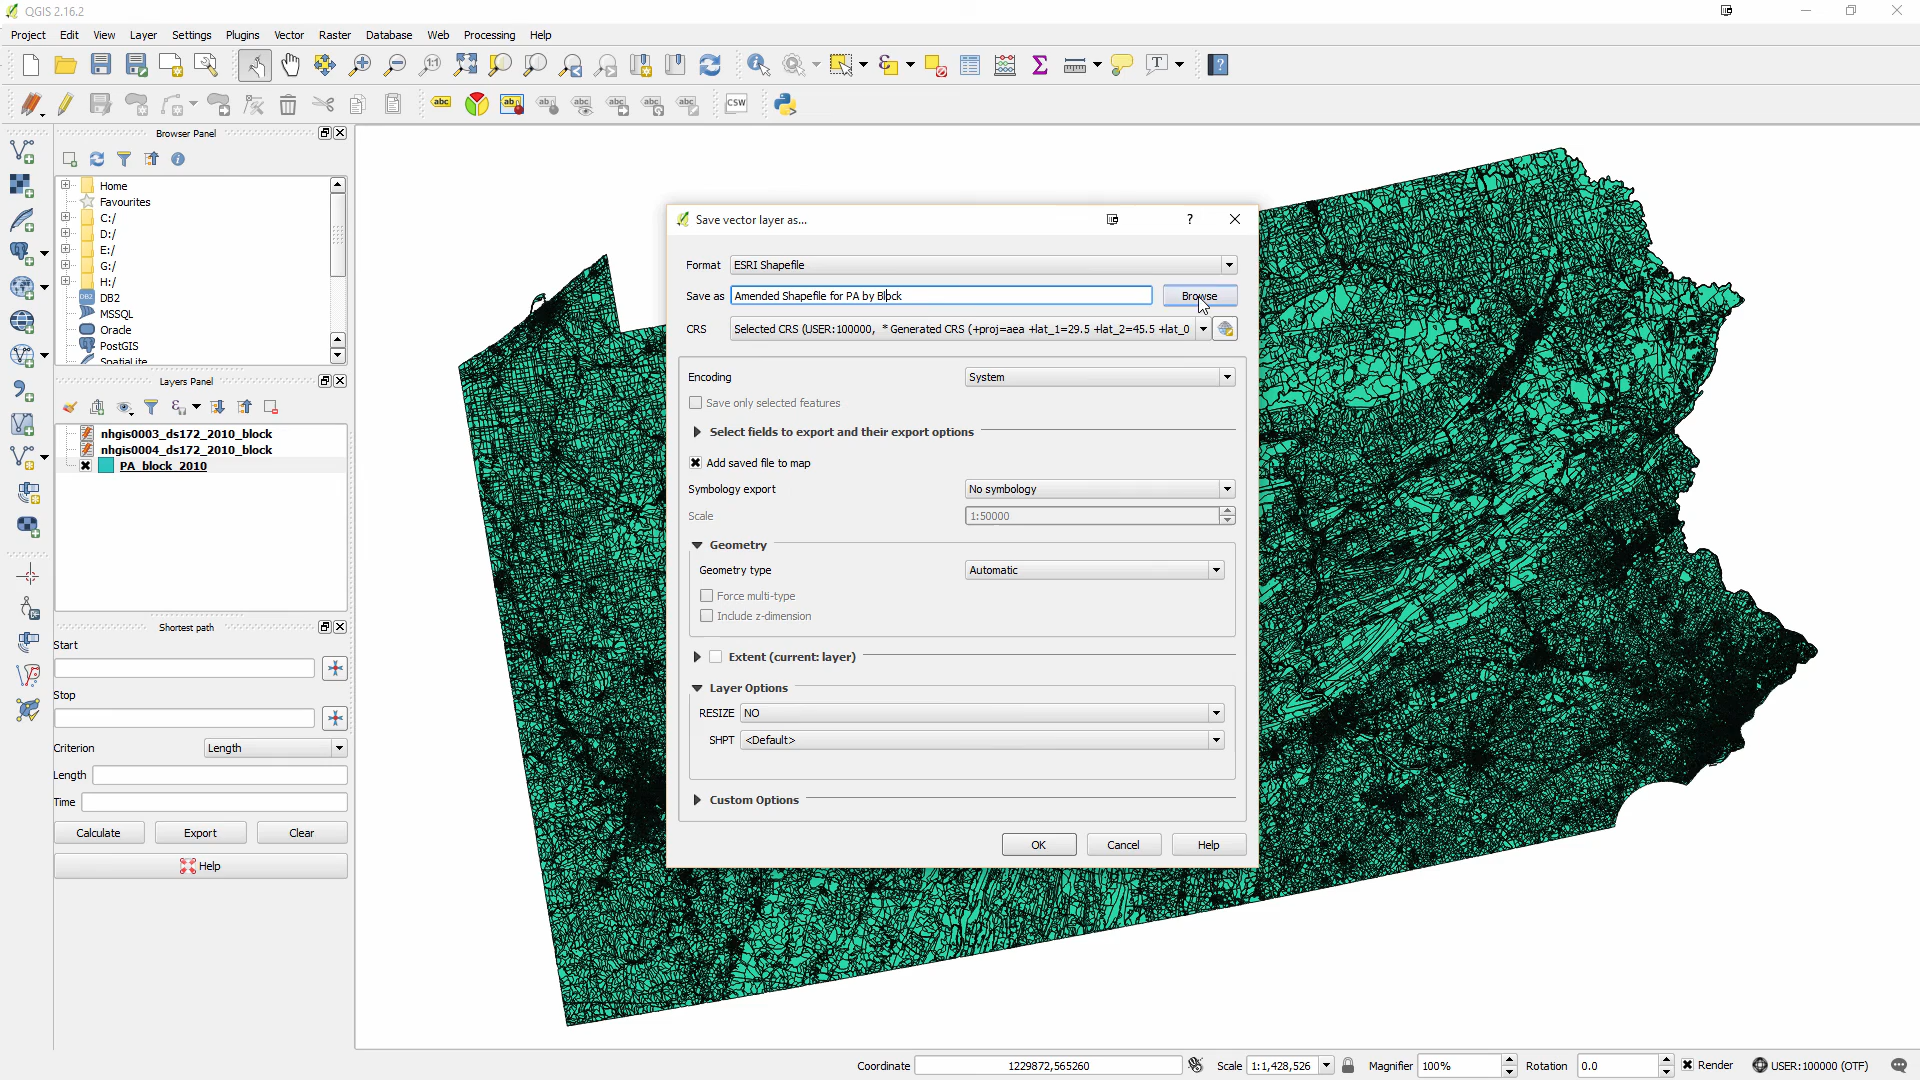 QGIS 2.16.2
Project Edit View Layer Settings Plugins Vector Raster Database Web Processing Help
abc
CSW
Browser Panel
Home
Favourites
C:/
D:/
E:/
G:/
H:/
DB2
MSSQL
Oracle
PostGIS
SpatiaLite
Layers Panel
nhgis0003_ds172_2010_block
nhgis0004_ds172_2010_block
PA_block_2010
Shortest path
Start
Stop
Criterion Length
Length
Time
Calculate Export Clear
Help
Save vector layer as...
Format ESRI Shapefile
Save as Amended Shapefile for PA by Block Browse
CRS Selected CRS (USER:100000, * Generated CRS (+proj=aea +lat_1=29.5 +lat_2=45.5 +lat_0
Encoding System
Save only selected features
Select fields to export and their export options
Add saved file to map
Symbology export No symbology
Scale 1:50000
Geometry
Geometry type Automatic
Force multi-type
Include z-dimension
Extent (current: layer)
Layer Options
RESIZE NO
SHPT <Default>
Custom Options
OK Cancel Help
Coordinate 1229872,565260 Scale 1:1,428,526 Magnifier 100% Rotation 0.0 Render USER:100000 (OTF)